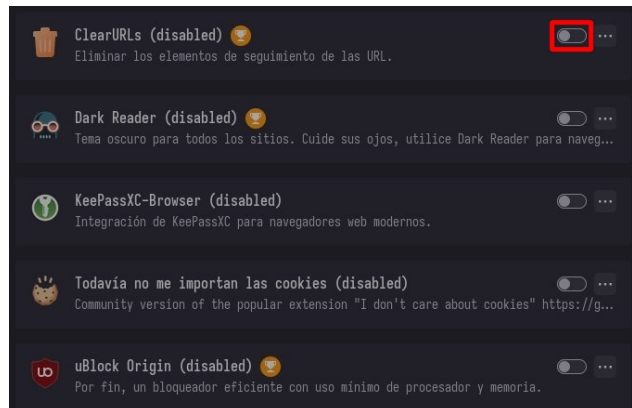 ClearURLs (disabled)
Eliminar los elementos de seguimiento de las URL.
Dark Reader (disabled)
Tema oscuro para todos los sitios. Cuide sus ojos, utilice Dark Reader para naveg...
KeePassXC-Browser (disabled)
Integración de KeePassXC para navegadores web modernos.
Todavía no me importan las cookies (disabled)
Community version of the popular extension "I don't care about cookies" https://g...
uBlock Origin (disabled)
Por fin, un bloqueador eficiente con uso mínimo de procesador y memoria.